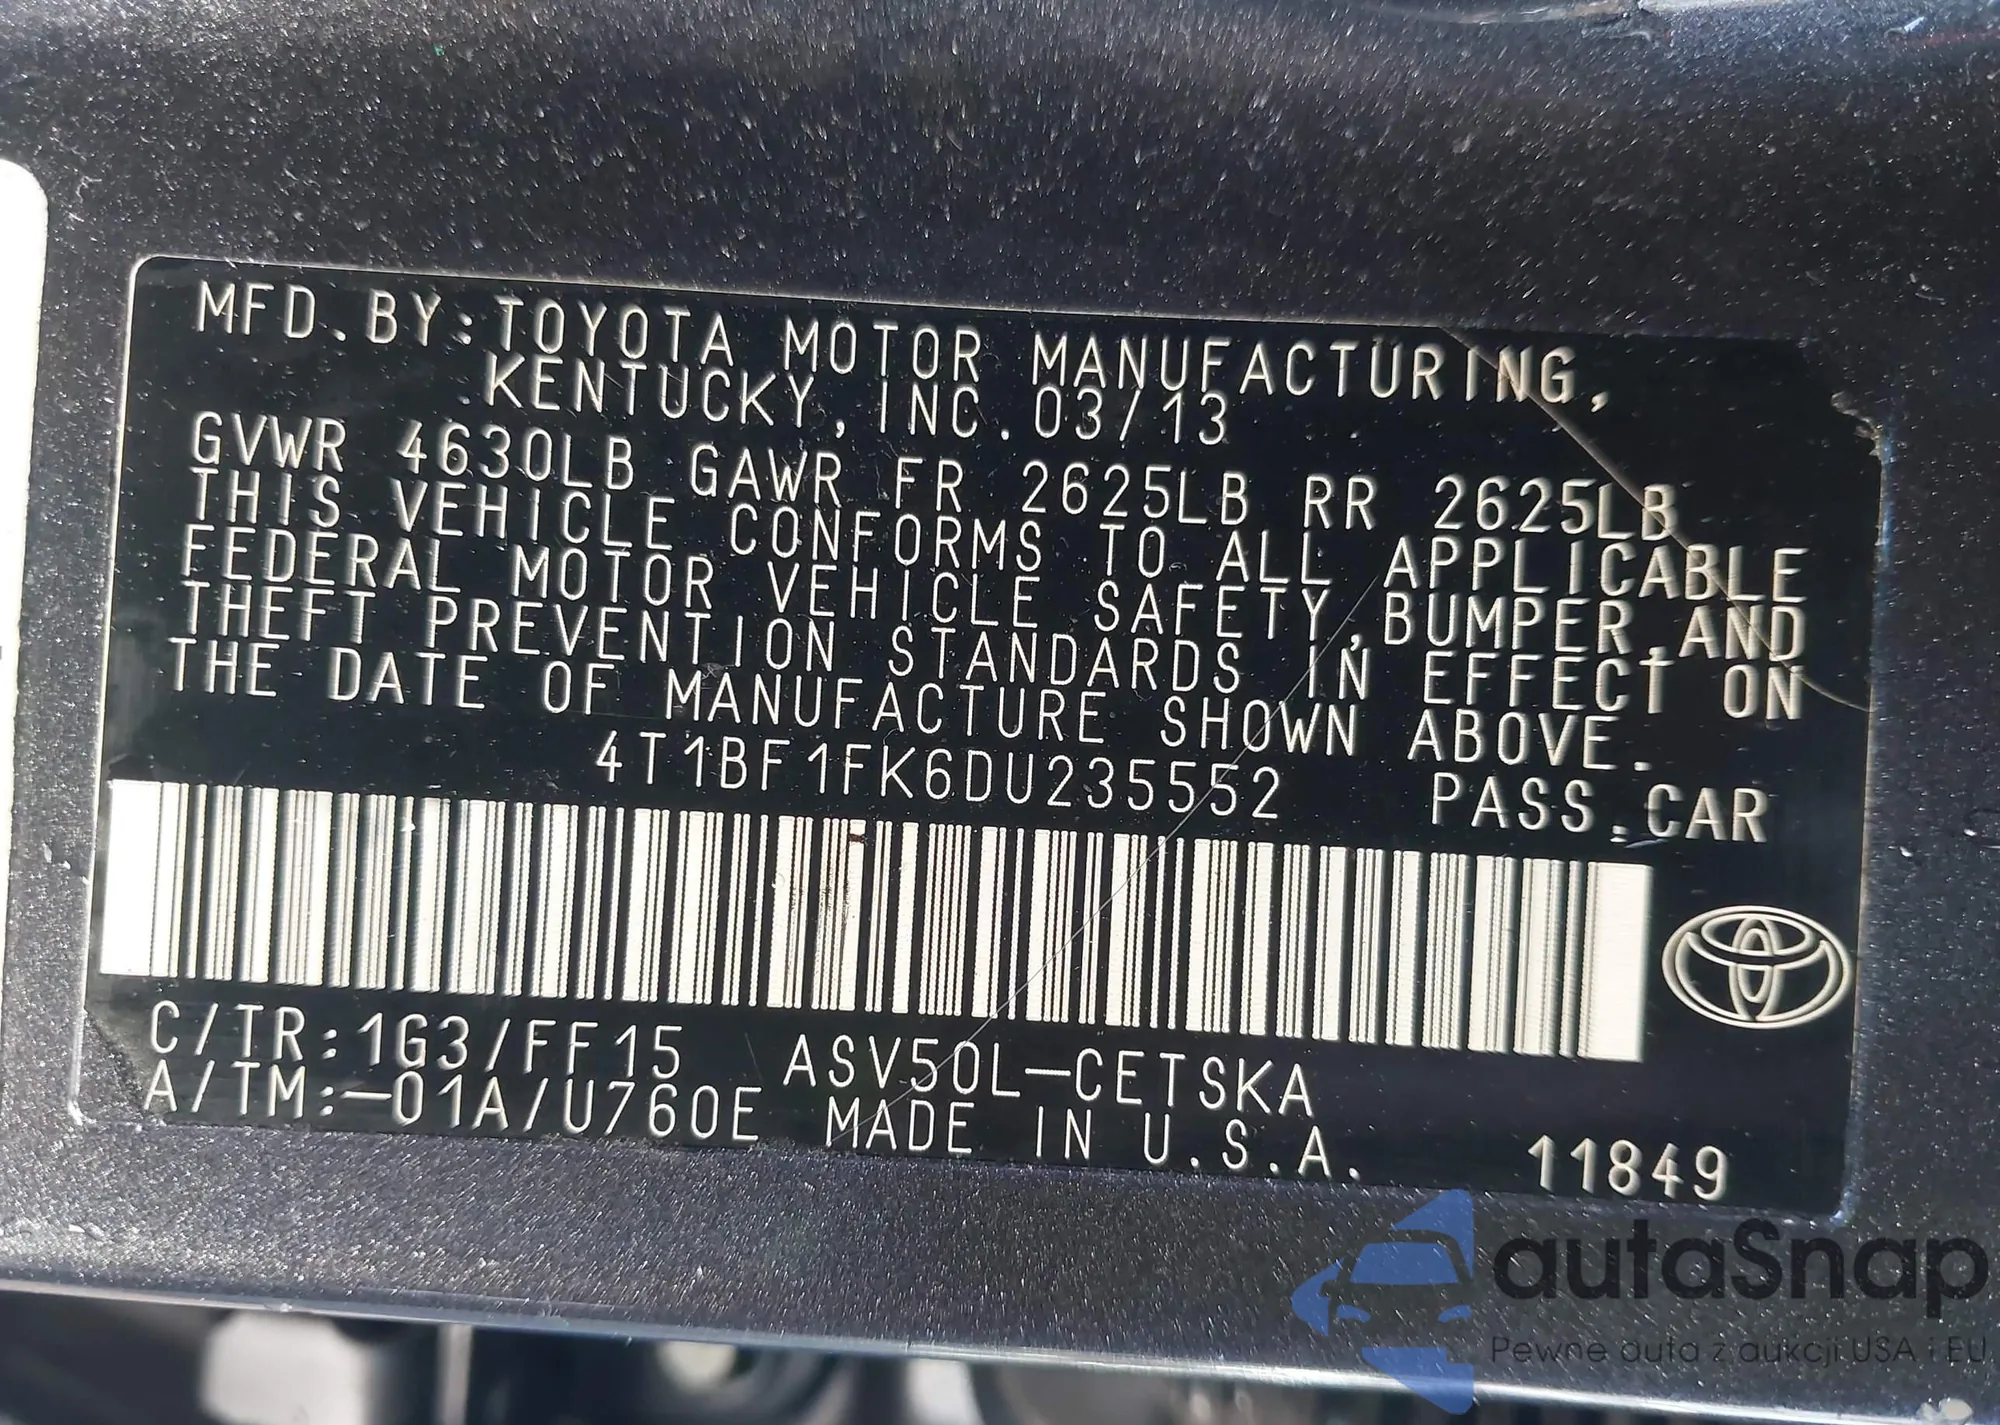 MFD.BY:TOYOTA MOTOR MANUFACTURING,
KENTUCKY, INC.03/13
GVWR 4630LB GAWR FR 2625LB RR 2625LB
THIS VEHICLE CONFORMS TO ALL APPLICABLE
FEDERAL MOTOR VEHICLE SAFETY,BUMPER,AND
THEFT PREVENTION STANDARDS IN EFFECT ON
THE DATE OF MANUFACTURE SHOWN ABOVE.
4T1BF1FK6DU235552 PASS.CAR
C/TR:1G3/FF15 ASV50L-CETSKA
A/TM:-01A/U760E MADE IN U.S.A. 11849
autaSnap
Pewne auta z aukcji USA i EU